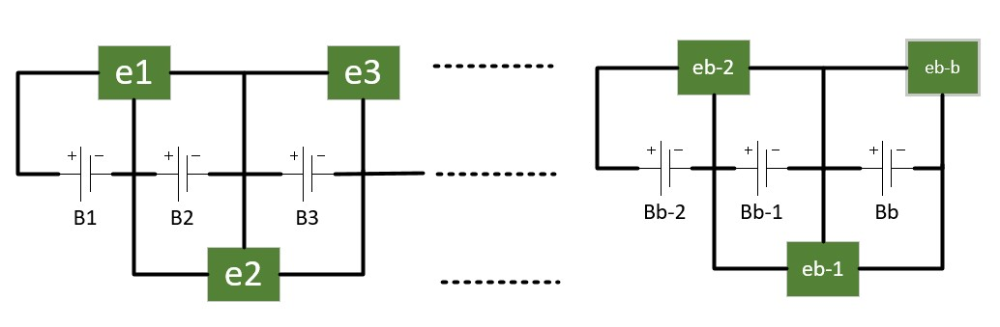 e1
e3
eb-2
eb-b
+ − + − + − + − + − + −
B1 B2 B3 Bb-2 Bb-1 Bb
e2
eb-1